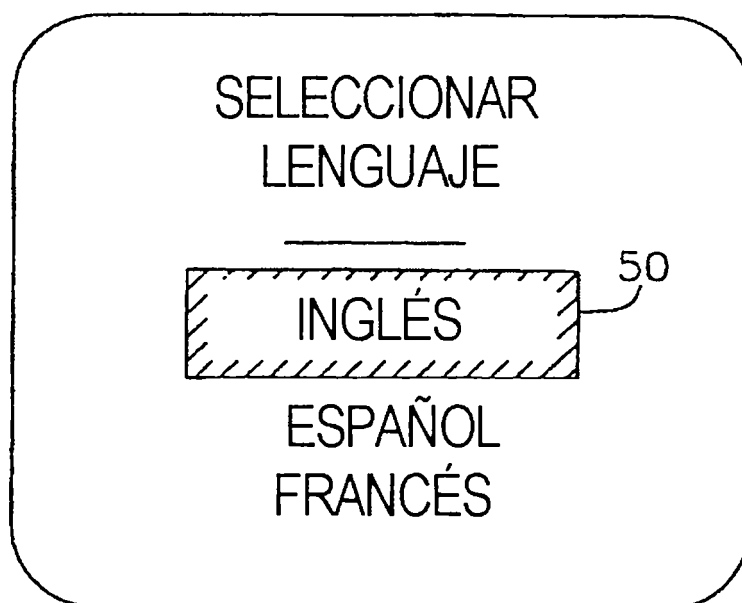 SELECCIONAR
LENGUAJE
INGLÉS
50
ESPAÑOL
FRANCÉS